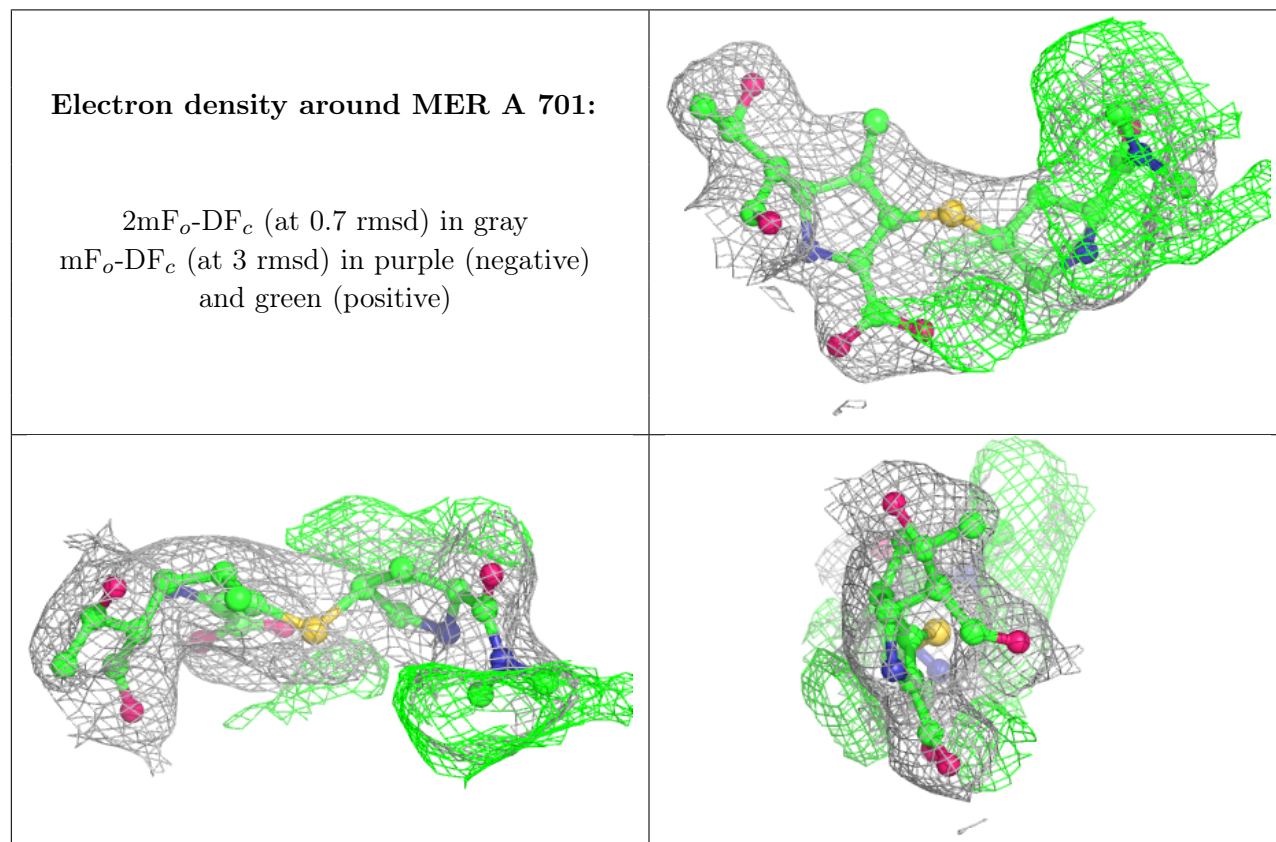 Electron density around MER A 701:
2mFo-DFc (at 0.7 rmsd) in gray
mFo-DFc (at 3 rmsd) in purple (negative)
and green (positive)